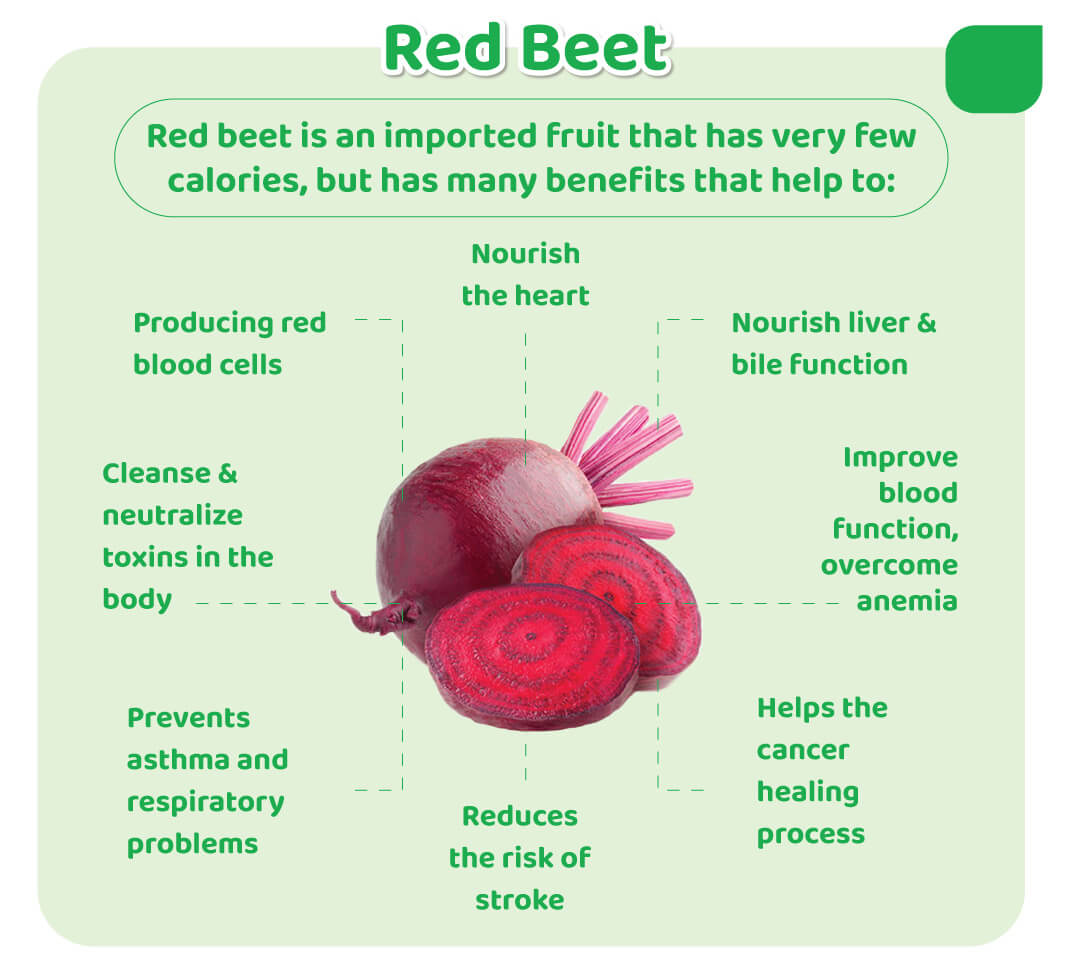 Red Beet
Red beet is an imported fruit that has very few
calories, but has many benefits that help to:
Nourish
the heart
Producing red
blood cells
Nourish liver &
bile function
Cleanse &
neutralize
toxins in the
body
Improve
blood
function,
overcome
anemia
Prevents
asthma and
respiratory
problems
Helps the
cancer
healing
process
Reduces
the risk of
stroke